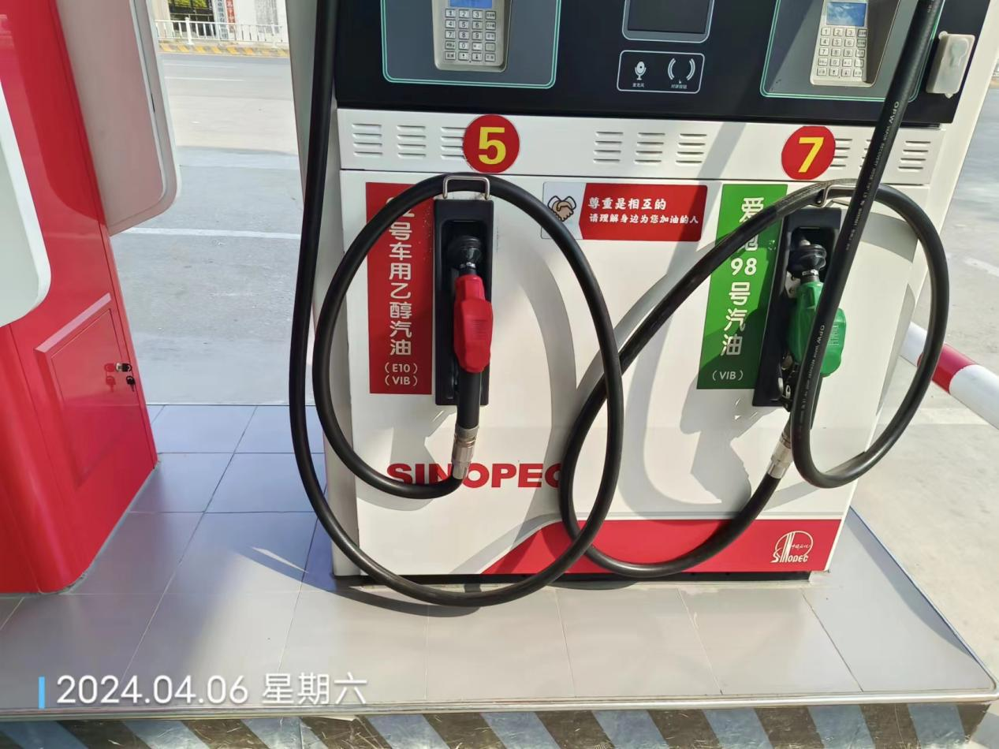 5
7
尊重是相互的
请理解身边为您加油的人
号车用乙醇汽油
(E10)
(VIB)
爱
98
号汽油
(VIB)
SINOPEC
SINOPEC
2024.04.06 星期六